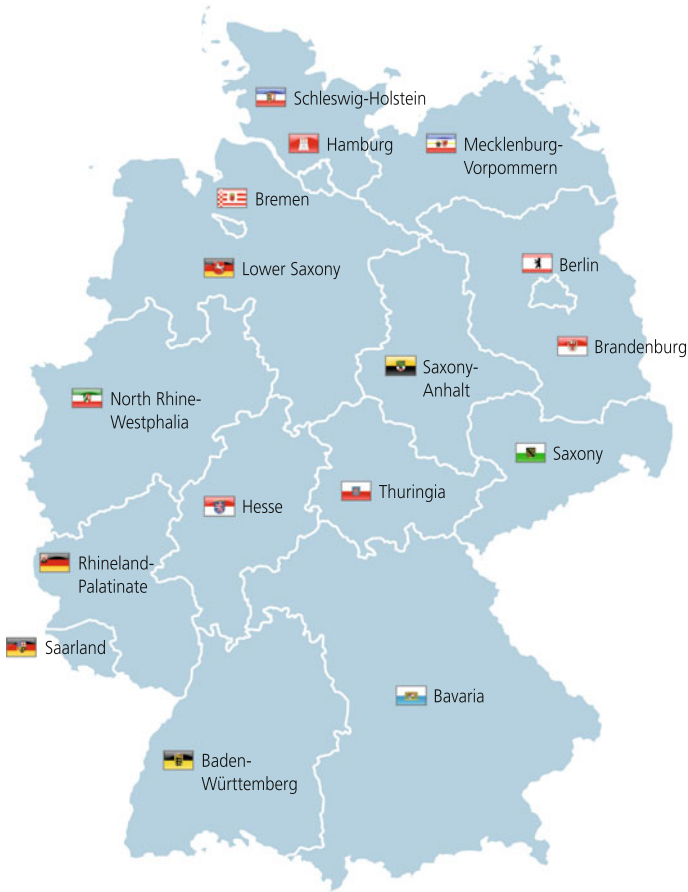 Schleswig-Holstein
Hamburg
Mecklenburg-
Vorpommern
Bremen
Lower Saxony
Berlin
Brandenburg
Saxony-
Anhalt
North Rhine-
Westphalia
Saxony
Thuringia
Hesse
Rhineland-
Palatinate
Saarland
Bavaria
Baden-
Württemberg